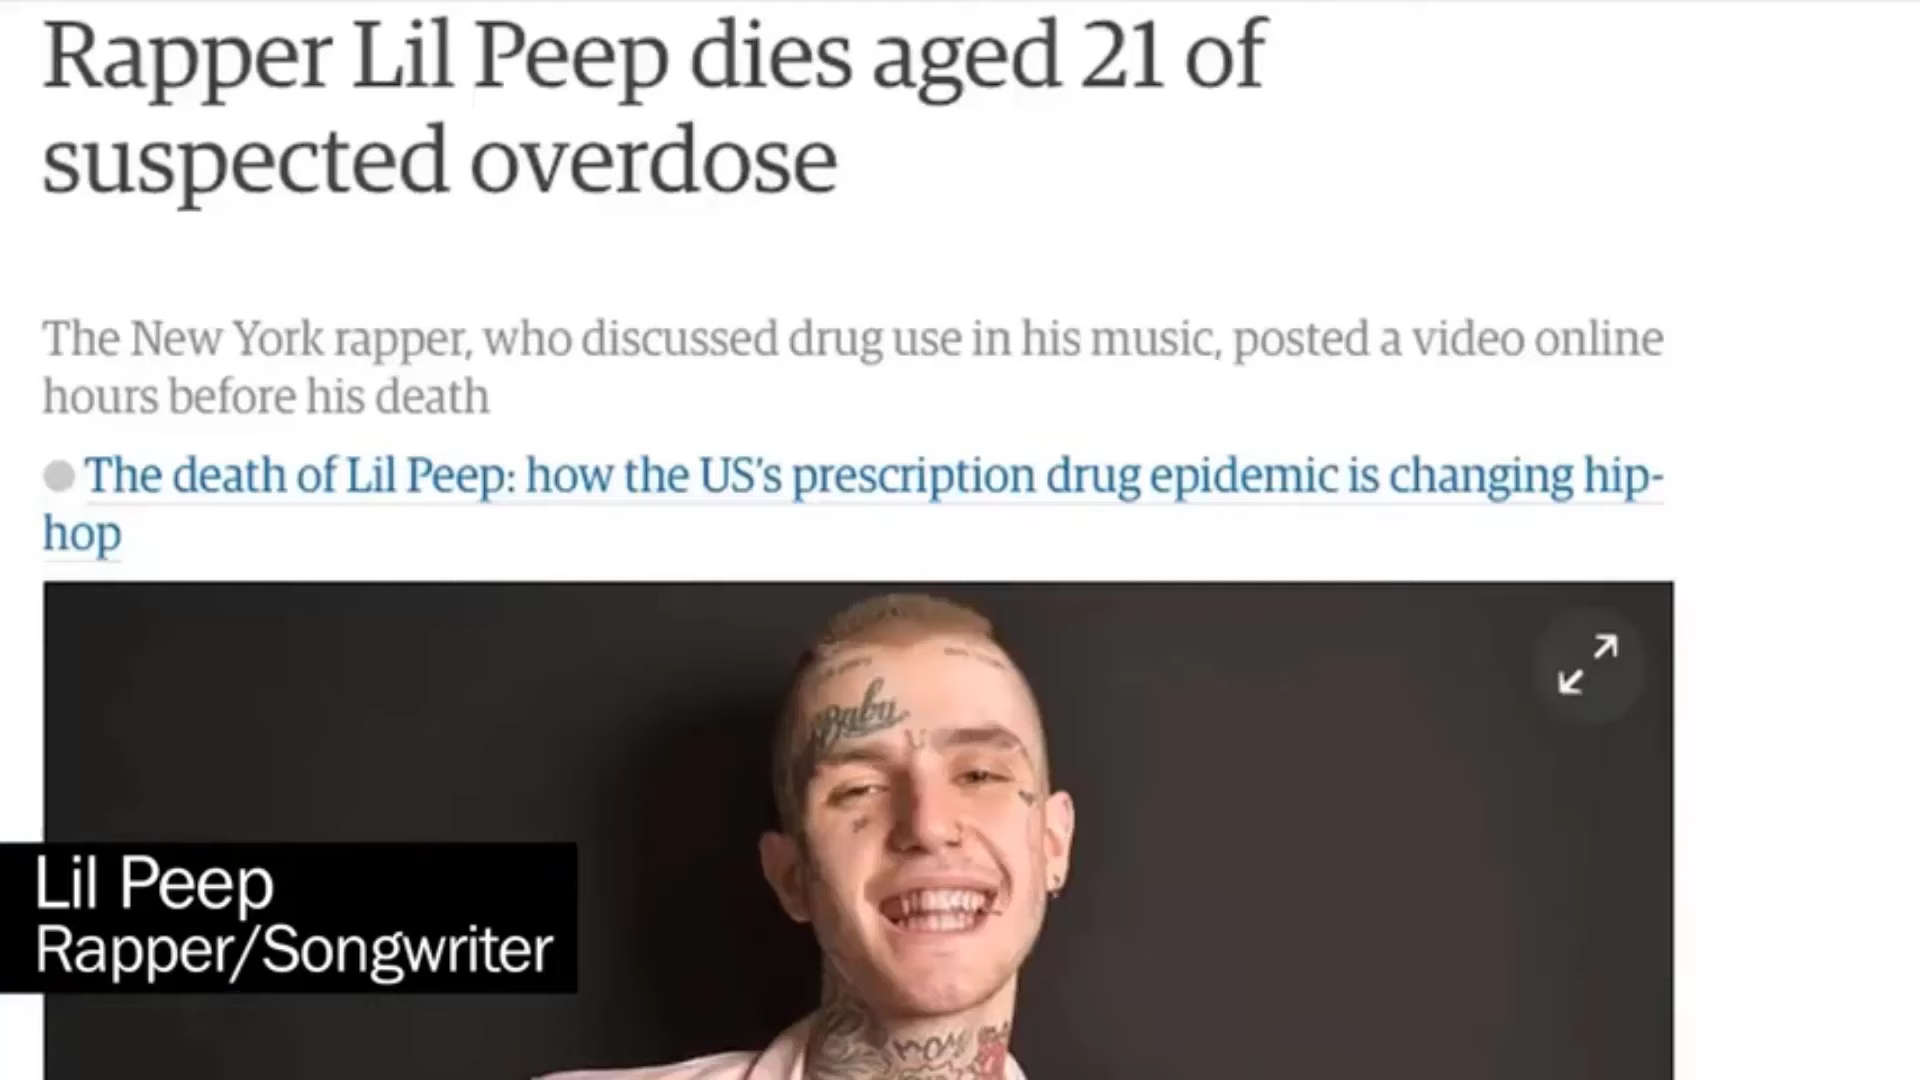 Rapper Lil Peep dies aged 21 of
suspected overdose
The New York rapper, who discussed drug use in his music, posted a video online
hours before his death
The death of Lil Peep: how the US's prescription drug epidemic is changing hip-
hop
Baby
Lil Peep
Rapper/Songwriter
MOM